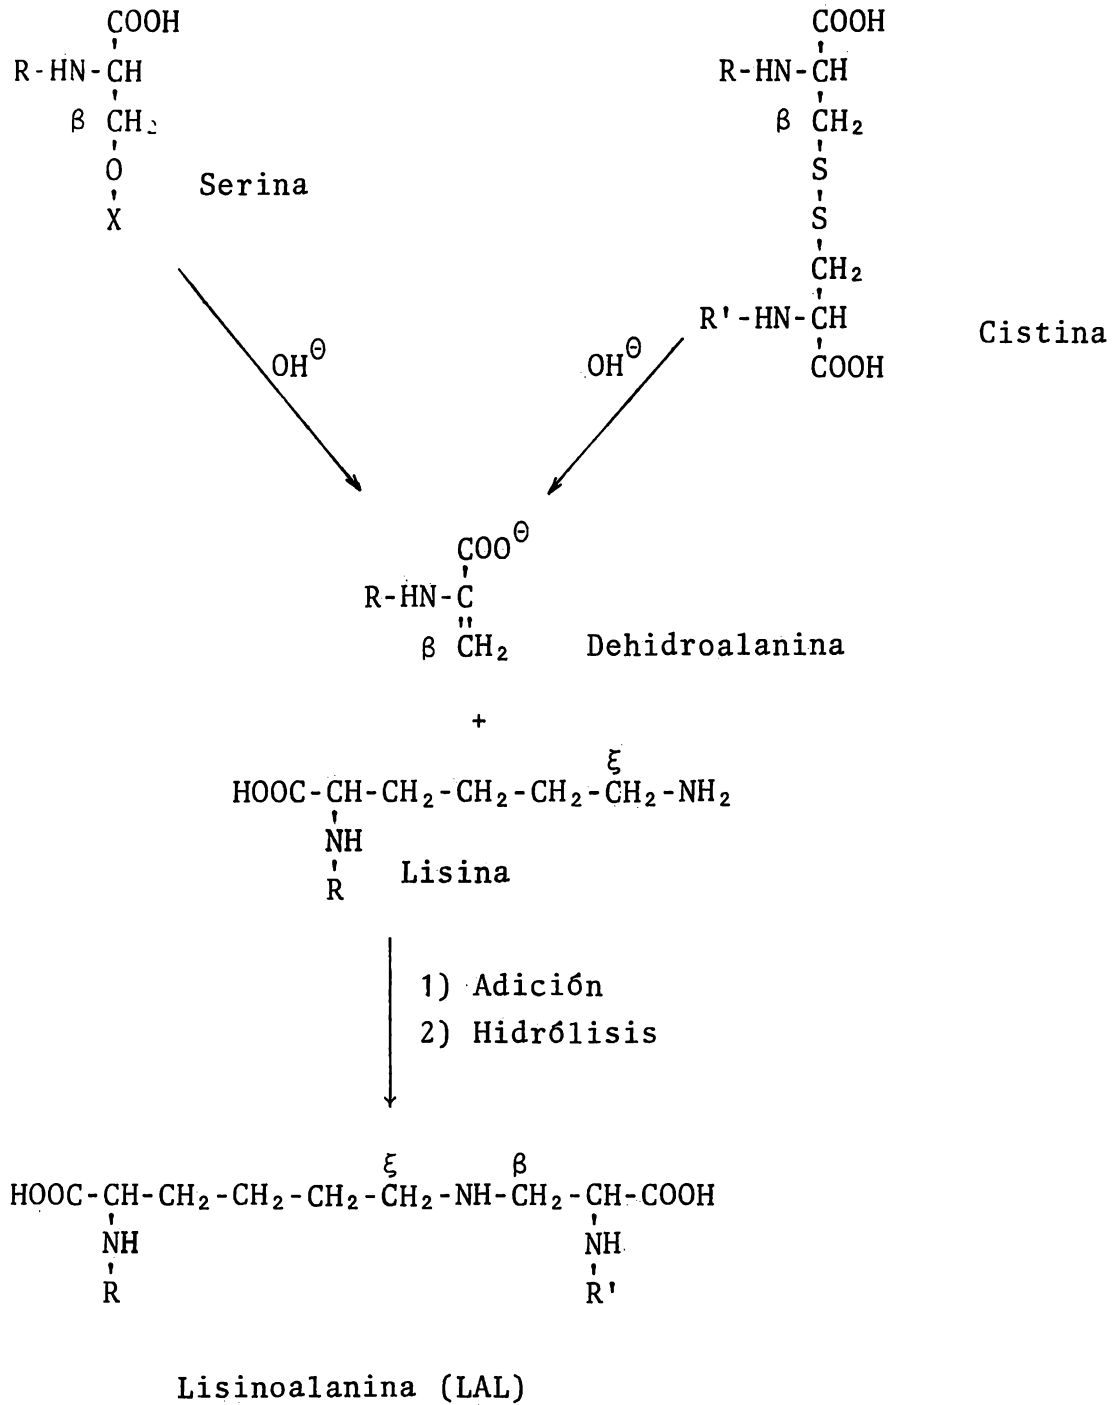 COOH COOH
R-HN-CH R-HN-CH
β CH₂ β CH₂
O S
Serina
X S
CH₂
R'-HN-CH
Cistina
OH⊖ OH⊖
COOH
COO⊖
R-HN-C
β CH₂ Dehidroalanina
+
ξ
HOOC-CH-CH₂-CH₂-CH₂-CH₂-NH₂
NH
Lisina
R
1) Adición
2) Hidrólisis
ξ β
HOOC-CH-CH₂-CH₂-CH₂-CH₂-NH-CH₂-CH-COOH
NH NH
R R'
Lisinoalanina (LAL)